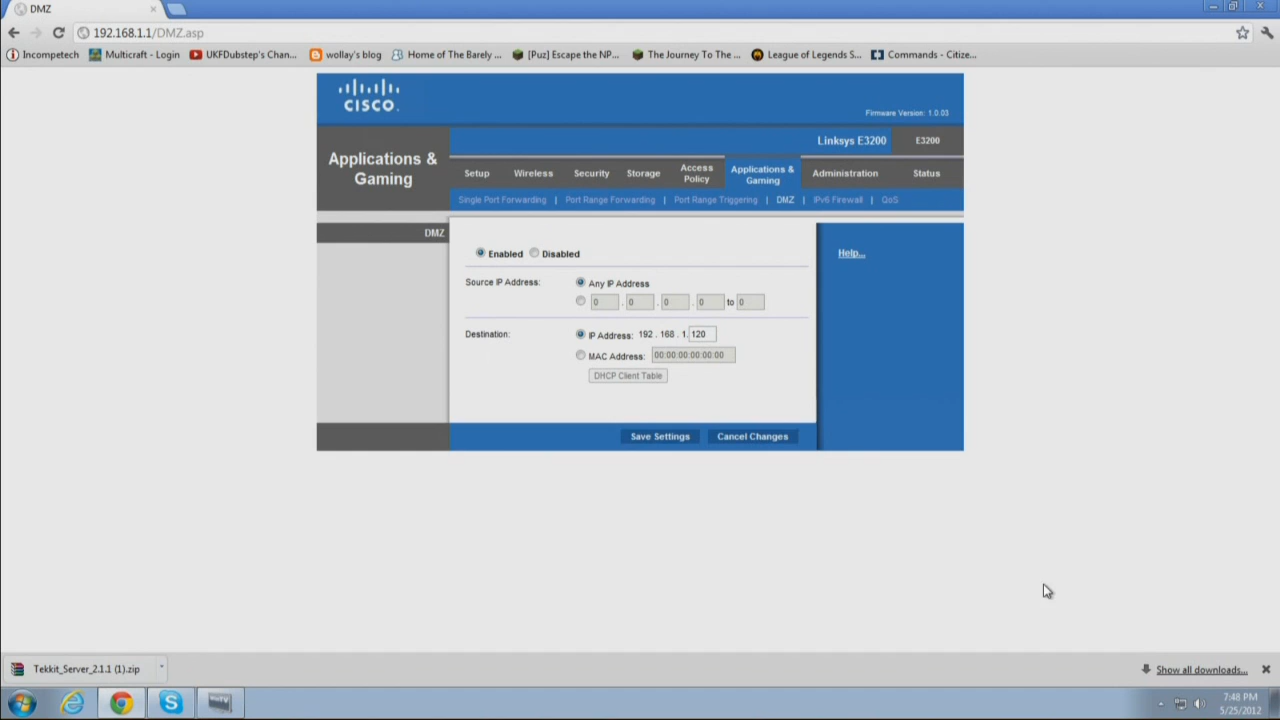 DMZ
192.168.1.1/DMZ.asp
Incompetech Multicraft - Login UKFDubstep's Chan... wollay's blog Home of The Barely ... [Puz] Escape the NP... The Journey To The ... League of Legends S... Commands - Citize...
CISCO.
Firmware Version: 1.0.03
Linksys E3200 E3200
Applications & Gaming
Setup Wireless Security Storage Access Policy Applications & Gaming Administration Status
Single Port Forwarding | Port Range Forwarding | Port Range Triggering | DMZ | IPv6 Firewall | QoS
DMZ
Enabled Disabled
Help...
Source IP Address: Any IP Address
0 . 0 . 0 . 0 to 0
Destination: IP Address: 192 . 168 . 1. 120
MAC Address: 00:00:00:00:00:00
DHCP Client Table
Save Settings Cancel Changes
Tekkit_Server_2.1.1 (1).zip
Show all downloads...
7:48 PM
5/25/2012